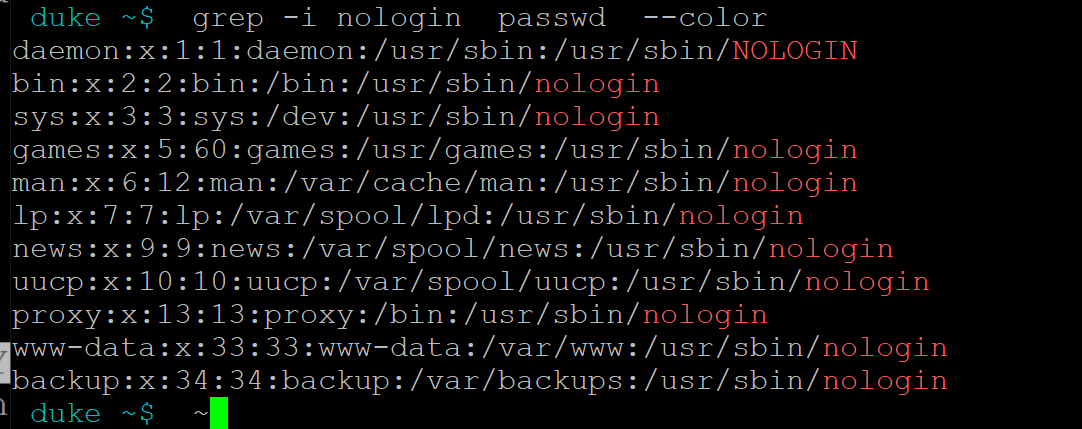 duke ~$  grep -i nologin  passwd  --color
daemon:x:1:1:daemon:/usr/sbin:/usr/sbin/NOLOGIN
bin:x:2:2:bin:/bin:/usr/sbin/nologin
sys:x:3:3:sys:/dev:/usr/sbin/nologin
games:x:5:60:games:/usr/games:/usr/sbin/nologin
man:x:6:12:man:/var/cache/man:/usr/sbin/nologin
lp:x:7:7:lp:/var/spool/lpd:/usr/sbin/nologin
news:x:9:9:news:/var/spool/news:/usr/sbin/nologin
uucp:x:10:10:uucp:/var/spool/uucp:/usr/sbin/nologin
proxy:x:13:13:proxy:/bin:/usr/sbin/nologin
www-data:x:33:33:www-data:/var/www:/usr/sbin/nologin
backup:x:34:34:backup:/var/backups:/usr/sbin/nologin
duke ~$  ~